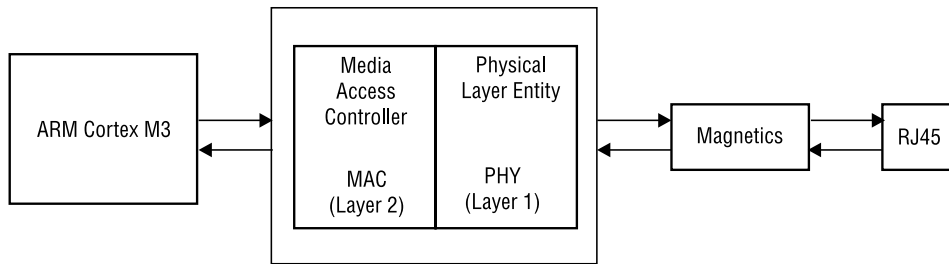 ARM Cortex M3
Media
Access
Controller
MAC
(Layer 2)
Physical
Layer Entity
PHY
(Layer 1)
Magnetics
RJ45